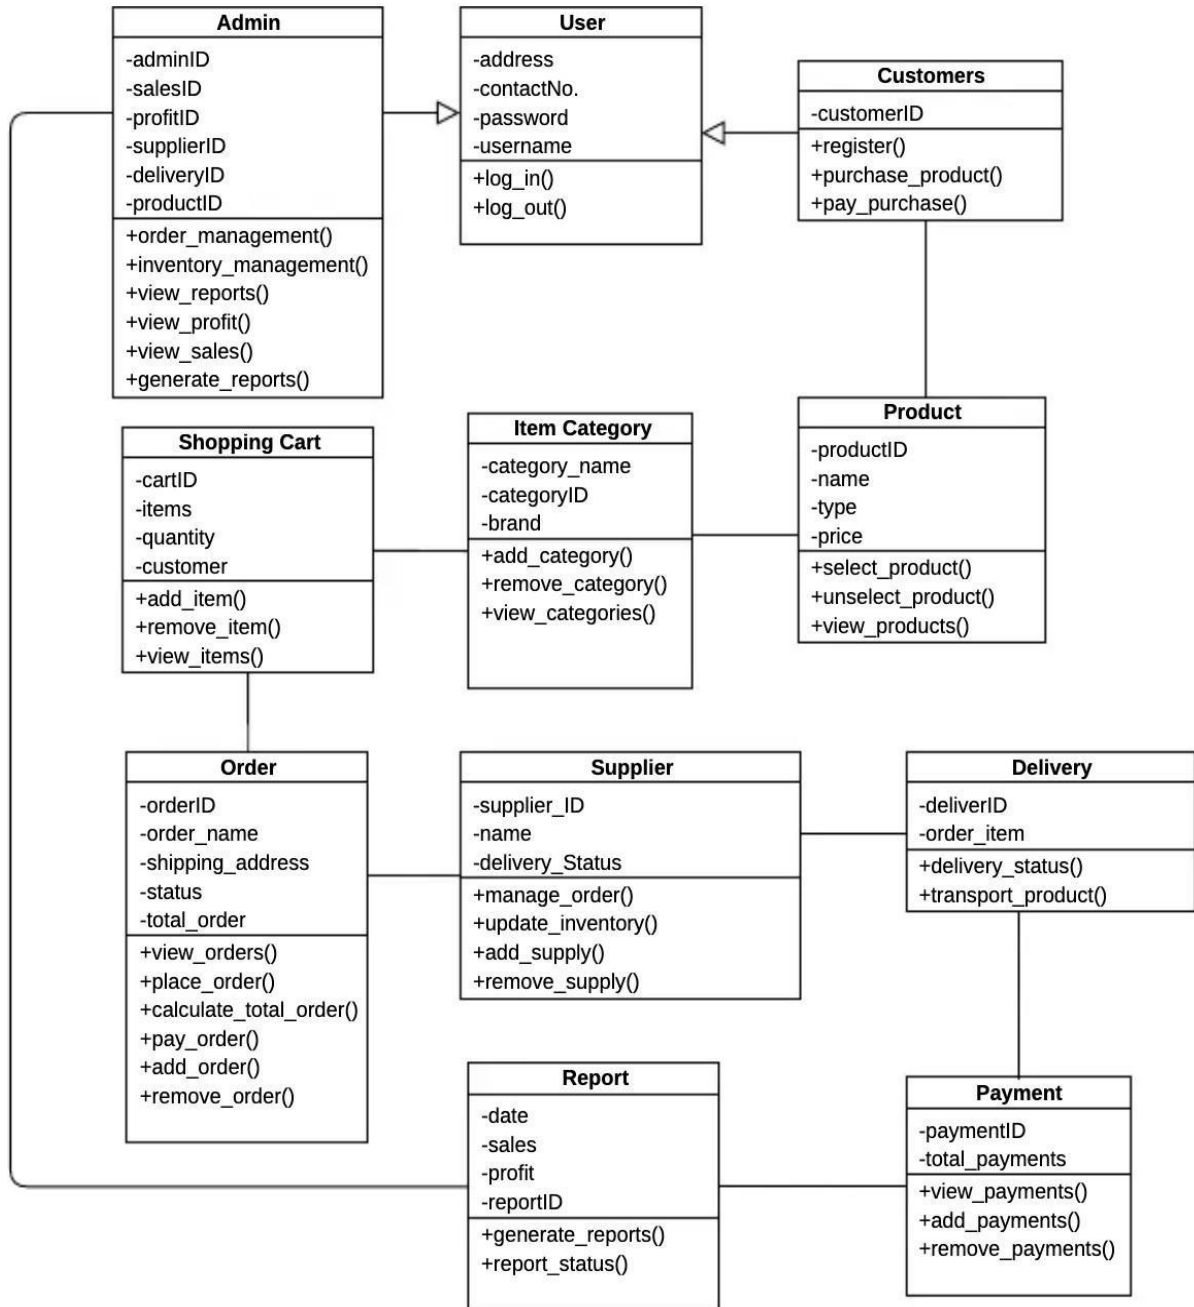 Admin
-adminID
-salesID
-profitID
-supplierID
-deliveryID
-productID
+order_management()
+inventory_management()
+view_reports()
+view_profit()
+view_sales()
+generate_reports()
User
-address
-contactNo.
-password
-username
+log_in()
+log_out()
Customers
-customerID
+register()
+purchase_product()
+pay_purchase()
Shopping Cart
-cartID
-items
-quantity
-customer
+add_item()
+remove_item()
+view_items()
Item Category
-category_name
-categoryID
-brand
+add_category()
+remove_category()
+view_categories()
Product
-productID
-name
-type
-price
+select_product()
+unselect_product()
+view_products()
Order
-orderID
-order_name
-shipping_address
-status
-total_order
+view_orders()
+place_order()
+calculate_total_order()
+pay_order()
+add_order()
+remove_order()
Supplier
-supplier_ID
-name
-delivery_Status
+manage_order()
+update_inventory()
+add_supply()
+remove_supply()
Delivery
-deliverID
-order_item
+delivery_status()
+transport_product()
Report
-date
-sales
-profit
-reportID
+generate_reports()
+report_status()
Payment
-paymentID
-total_payments
+view_payments()
+add_payments()
+remove_payments()